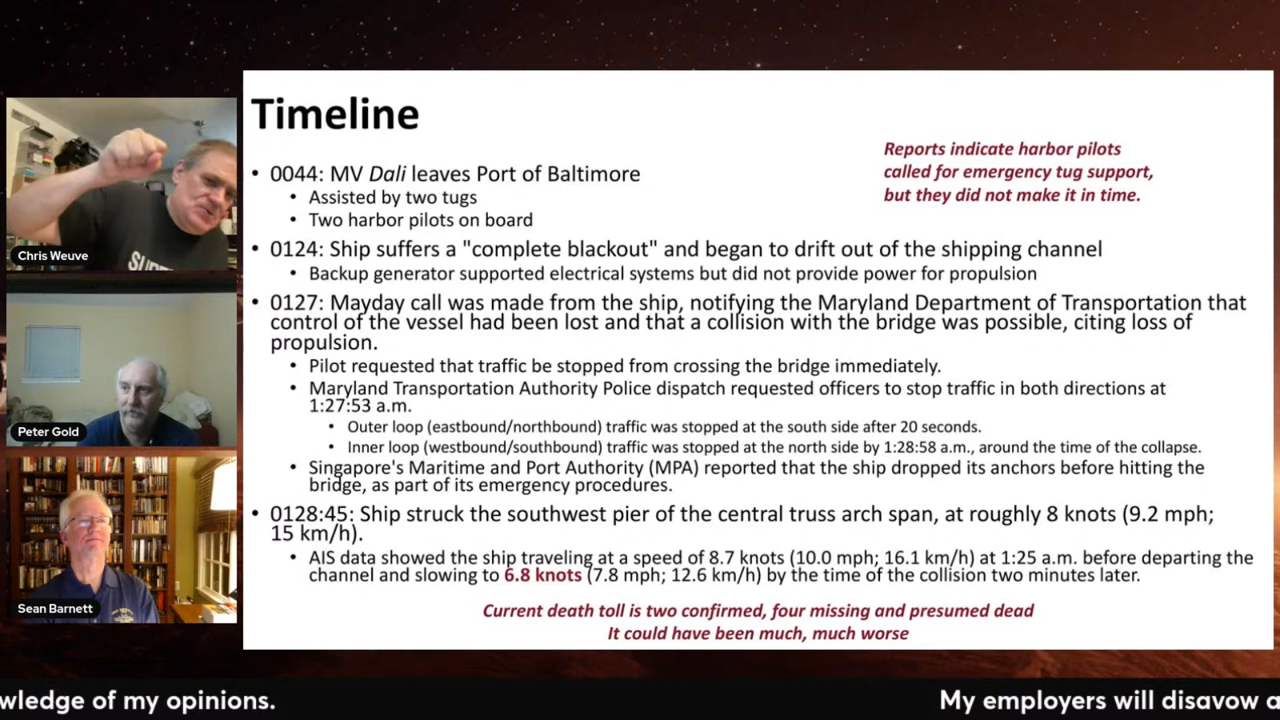 Timeline
Reports indicate harbor pilots
called for emergency tug support,
but they did not make it in time.
• 0044: MV Dali leaves Port of Baltimore
• Assisted by two tugs
• Two harbor pilots on board
• 0124: Ship suffers a "complete blackout" and began to drift out of the shipping channel
• Backup generator supported electrical systems but did not provide power for propulsion
• 0127: Mayday call was made from the ship, notifying the Maryland Department of Transportation that
control of the vessel had been lost and that a collision with the bridge was possible, citing loss of
propulsion.
• Pilot requested that traffic be stopped from crossing the bridge immediately.
• Maryland Transportation Authority Police dispatch requested officers to stop traffic in both directions at
1:27:53 a.m.
• Outer loop (eastbound/northbound) traffic was stopped at the south side after 20 seconds.
• Inner loop (westbound/southbound) traffic was stopped at the north side by 1:28:58 a.m., around the time of the collapse.
• Singapore's Maritime and Port Authority (MPA) reported that the ship dropped its anchors before hitting the
bridge, as part of its emergency procedures.
• 0128:45: Ship struck the southwest pier of the central truss arch span, at roughly 8 knots (9.2 mph;
15 km/h).
• AIS data showed the ship traveling at a speed of 8.7 knots (10.0 mph; 16.1 km/h) at 1:25 a.m. before departing the
channel and slowing to 6.8 knots (7.8 mph; 12.6 km/h) by the time of the collision two minutes later.
Current death toll is two confirmed, four missing and presumed dead
It could have been much, much worse
Chris Weuve
Peter Gold
Sean Barnett
wledge of my opinions.
My employers will disavow a